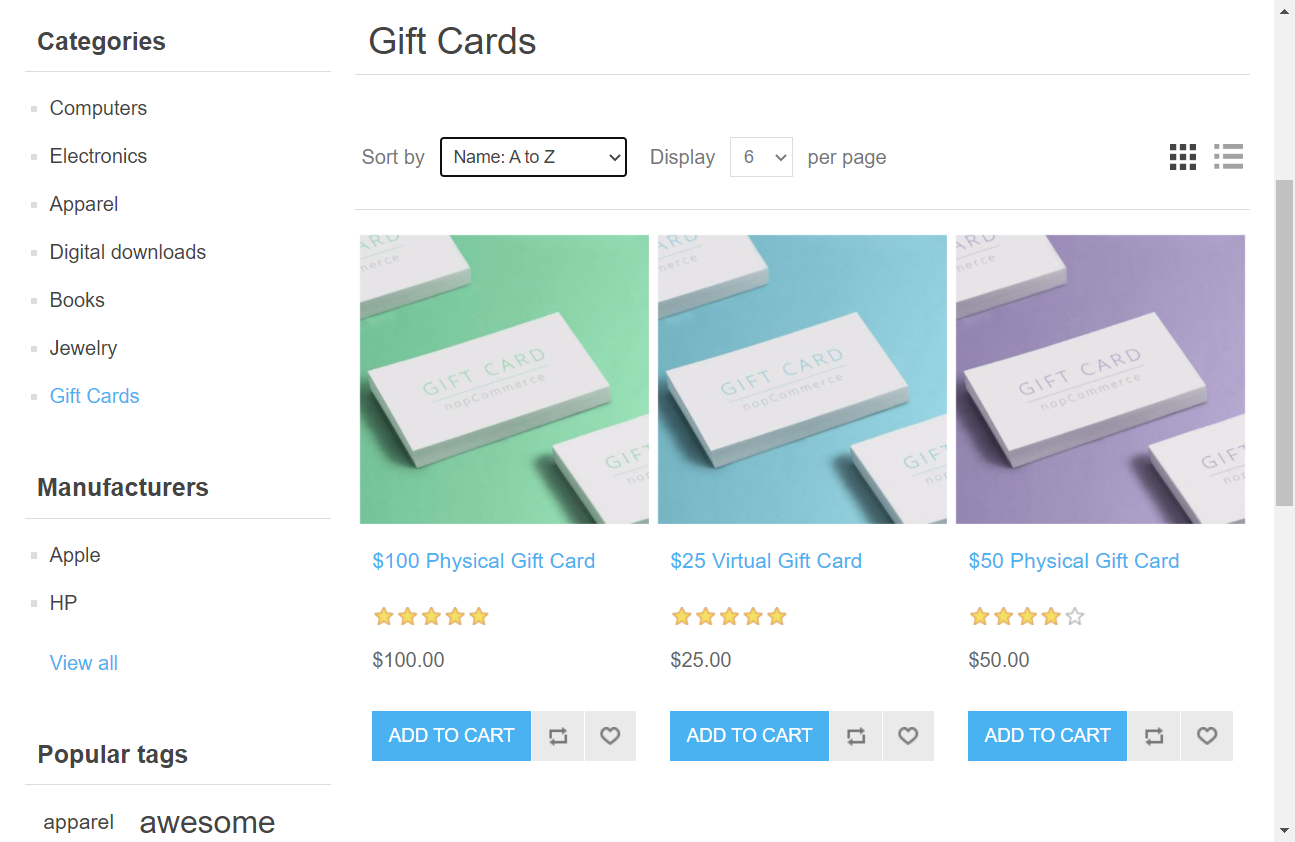 Categories
Computers
Electronics
Apparel
Digital downloads
Books
Jewelry
Gift Cards
Manufacturers
Apple
HP
View all
Popular tags
apparel awesome
Gift Cards
Sort by Name: A to Z Display 6 per page
GIFT CARD
nopCommerce
GIFT CARD
nopCommerce
GIFT CARD
nopCommerce
$100 Physical Gift Card
$100.00
ADD TO CART
$25 Virtual Gift Card
$25.00
ADD TO CART
$50 Physical Gift Card
$50.00
ADD TO CART